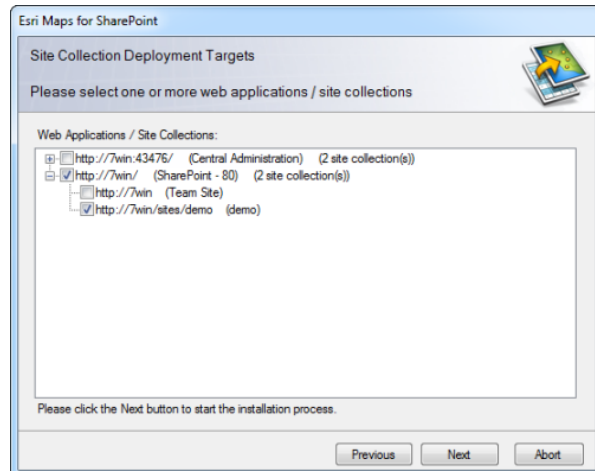 Esri Maps for SharePoint
Site Collection Deployment Targets
Please select one or more web applications / site collections
Web Applications / Site Collections:
http://7win:43476/ (Central Administration) (2 site collection(s))
http://7win/ (SharePoint - 80) (2 site collection(s))
http://7win (Team Site)
http://7win/sites/demo (demo)
Please click the Next button to start the installation process.
Previous Next Abort